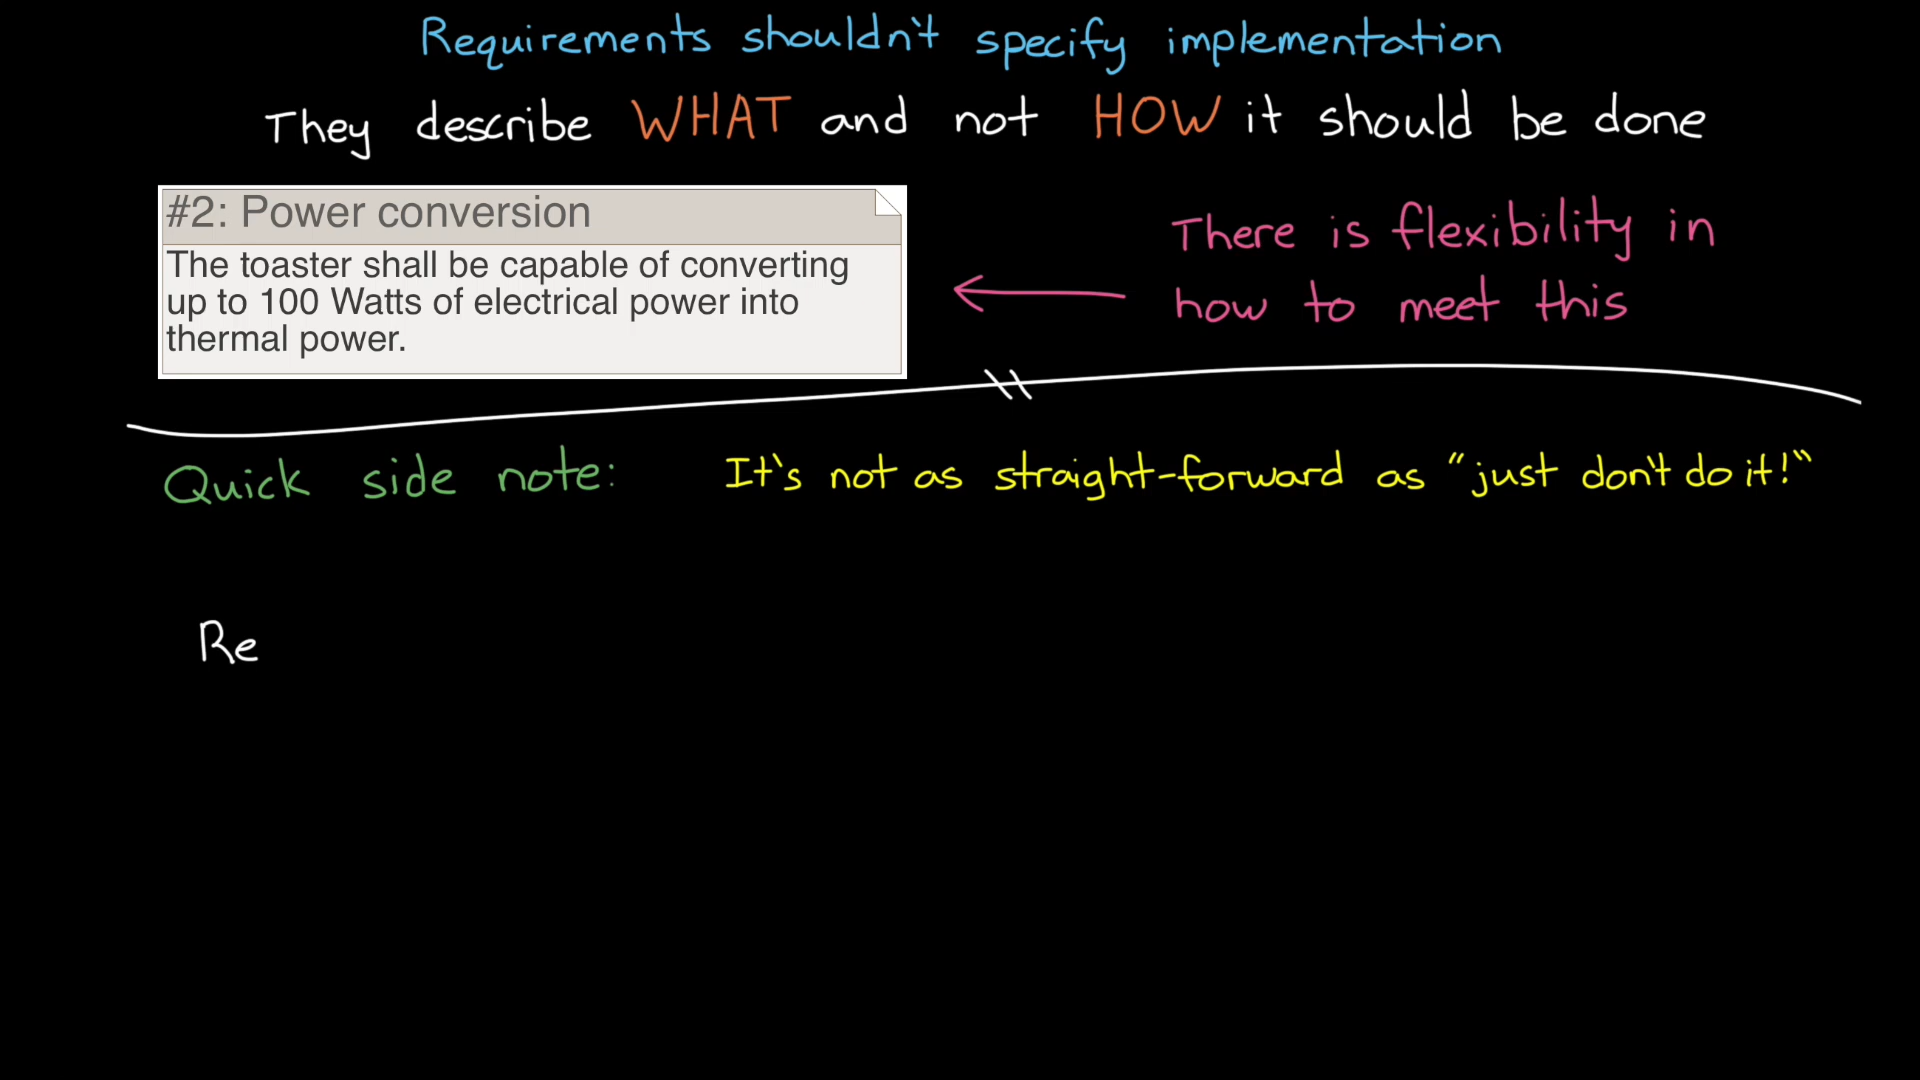 Requirements shouldn't specify implementation
They describe WHAT and not HOW it should be done
#2: Power conversion
The toaster shall be capable of converting
up to 100 Watts of electrical power into
thermal power.
There is flexibility in
how to meet this
Quick side note: It's not as straight-forward as "just don't do it!"
Re